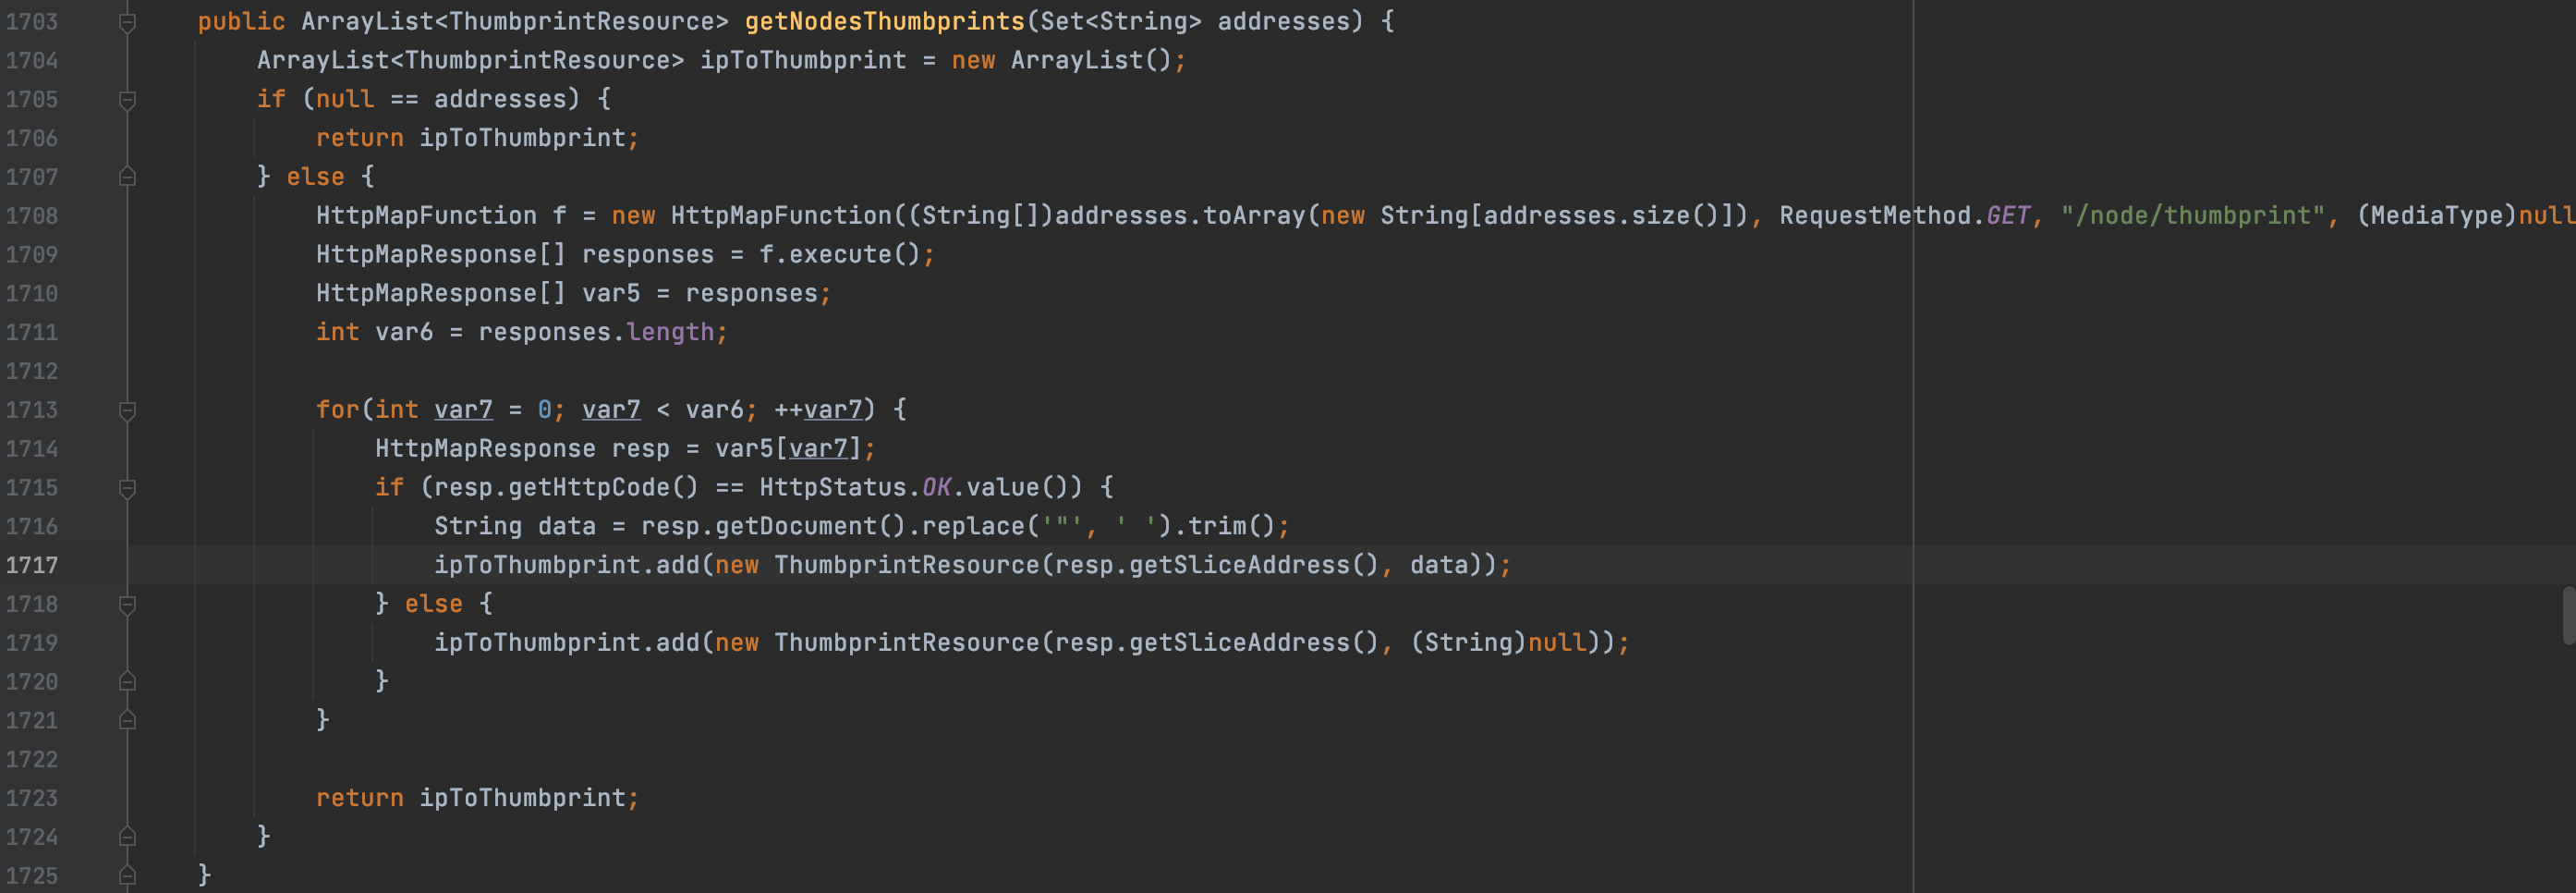 1703 public ArrayList<ThumbprintResource> getNodesThumbprints(Set<String> addresses) {
1704 ArrayList<ThumbprintResource> ipToThumbprint = new ArrayList();
1705 if (null == addresses) {
1706 return ipToThumbprint;
1707 } else {
1708 HttpMapFunction f = new HttpMapFunction((String[])addresses.toArray(new String[addresses.size()]), RequestMethod.GET, "/node/thumbprint", (MediaType)null
1709 HttpMapResponse[] responses = f.execute();
1710 HttpMapResponse[] var5 = responses;
1711 int var6 = responses.length;
1712
1713 for(int var7 = 0; var7 < var6; ++var7) {
1714 HttpMapResponse resp = var5[var7];
1715 if (resp.getHttpCode() == HttpStatus.OK.value()) {
1716 String data = resp.getDocument().replace('"', ' ').trim();
1717 ipToThumbprint.add(new ThumbprintResource(resp.getSliceAddress(), data));
1718 } else {
1719 ipToThumbprint.add(new ThumbprintResource(resp.getSliceAddress(), (String)null));
1720 }
1721 }
1722
1723 return ipToThumbprint;
1724 }
1725 }